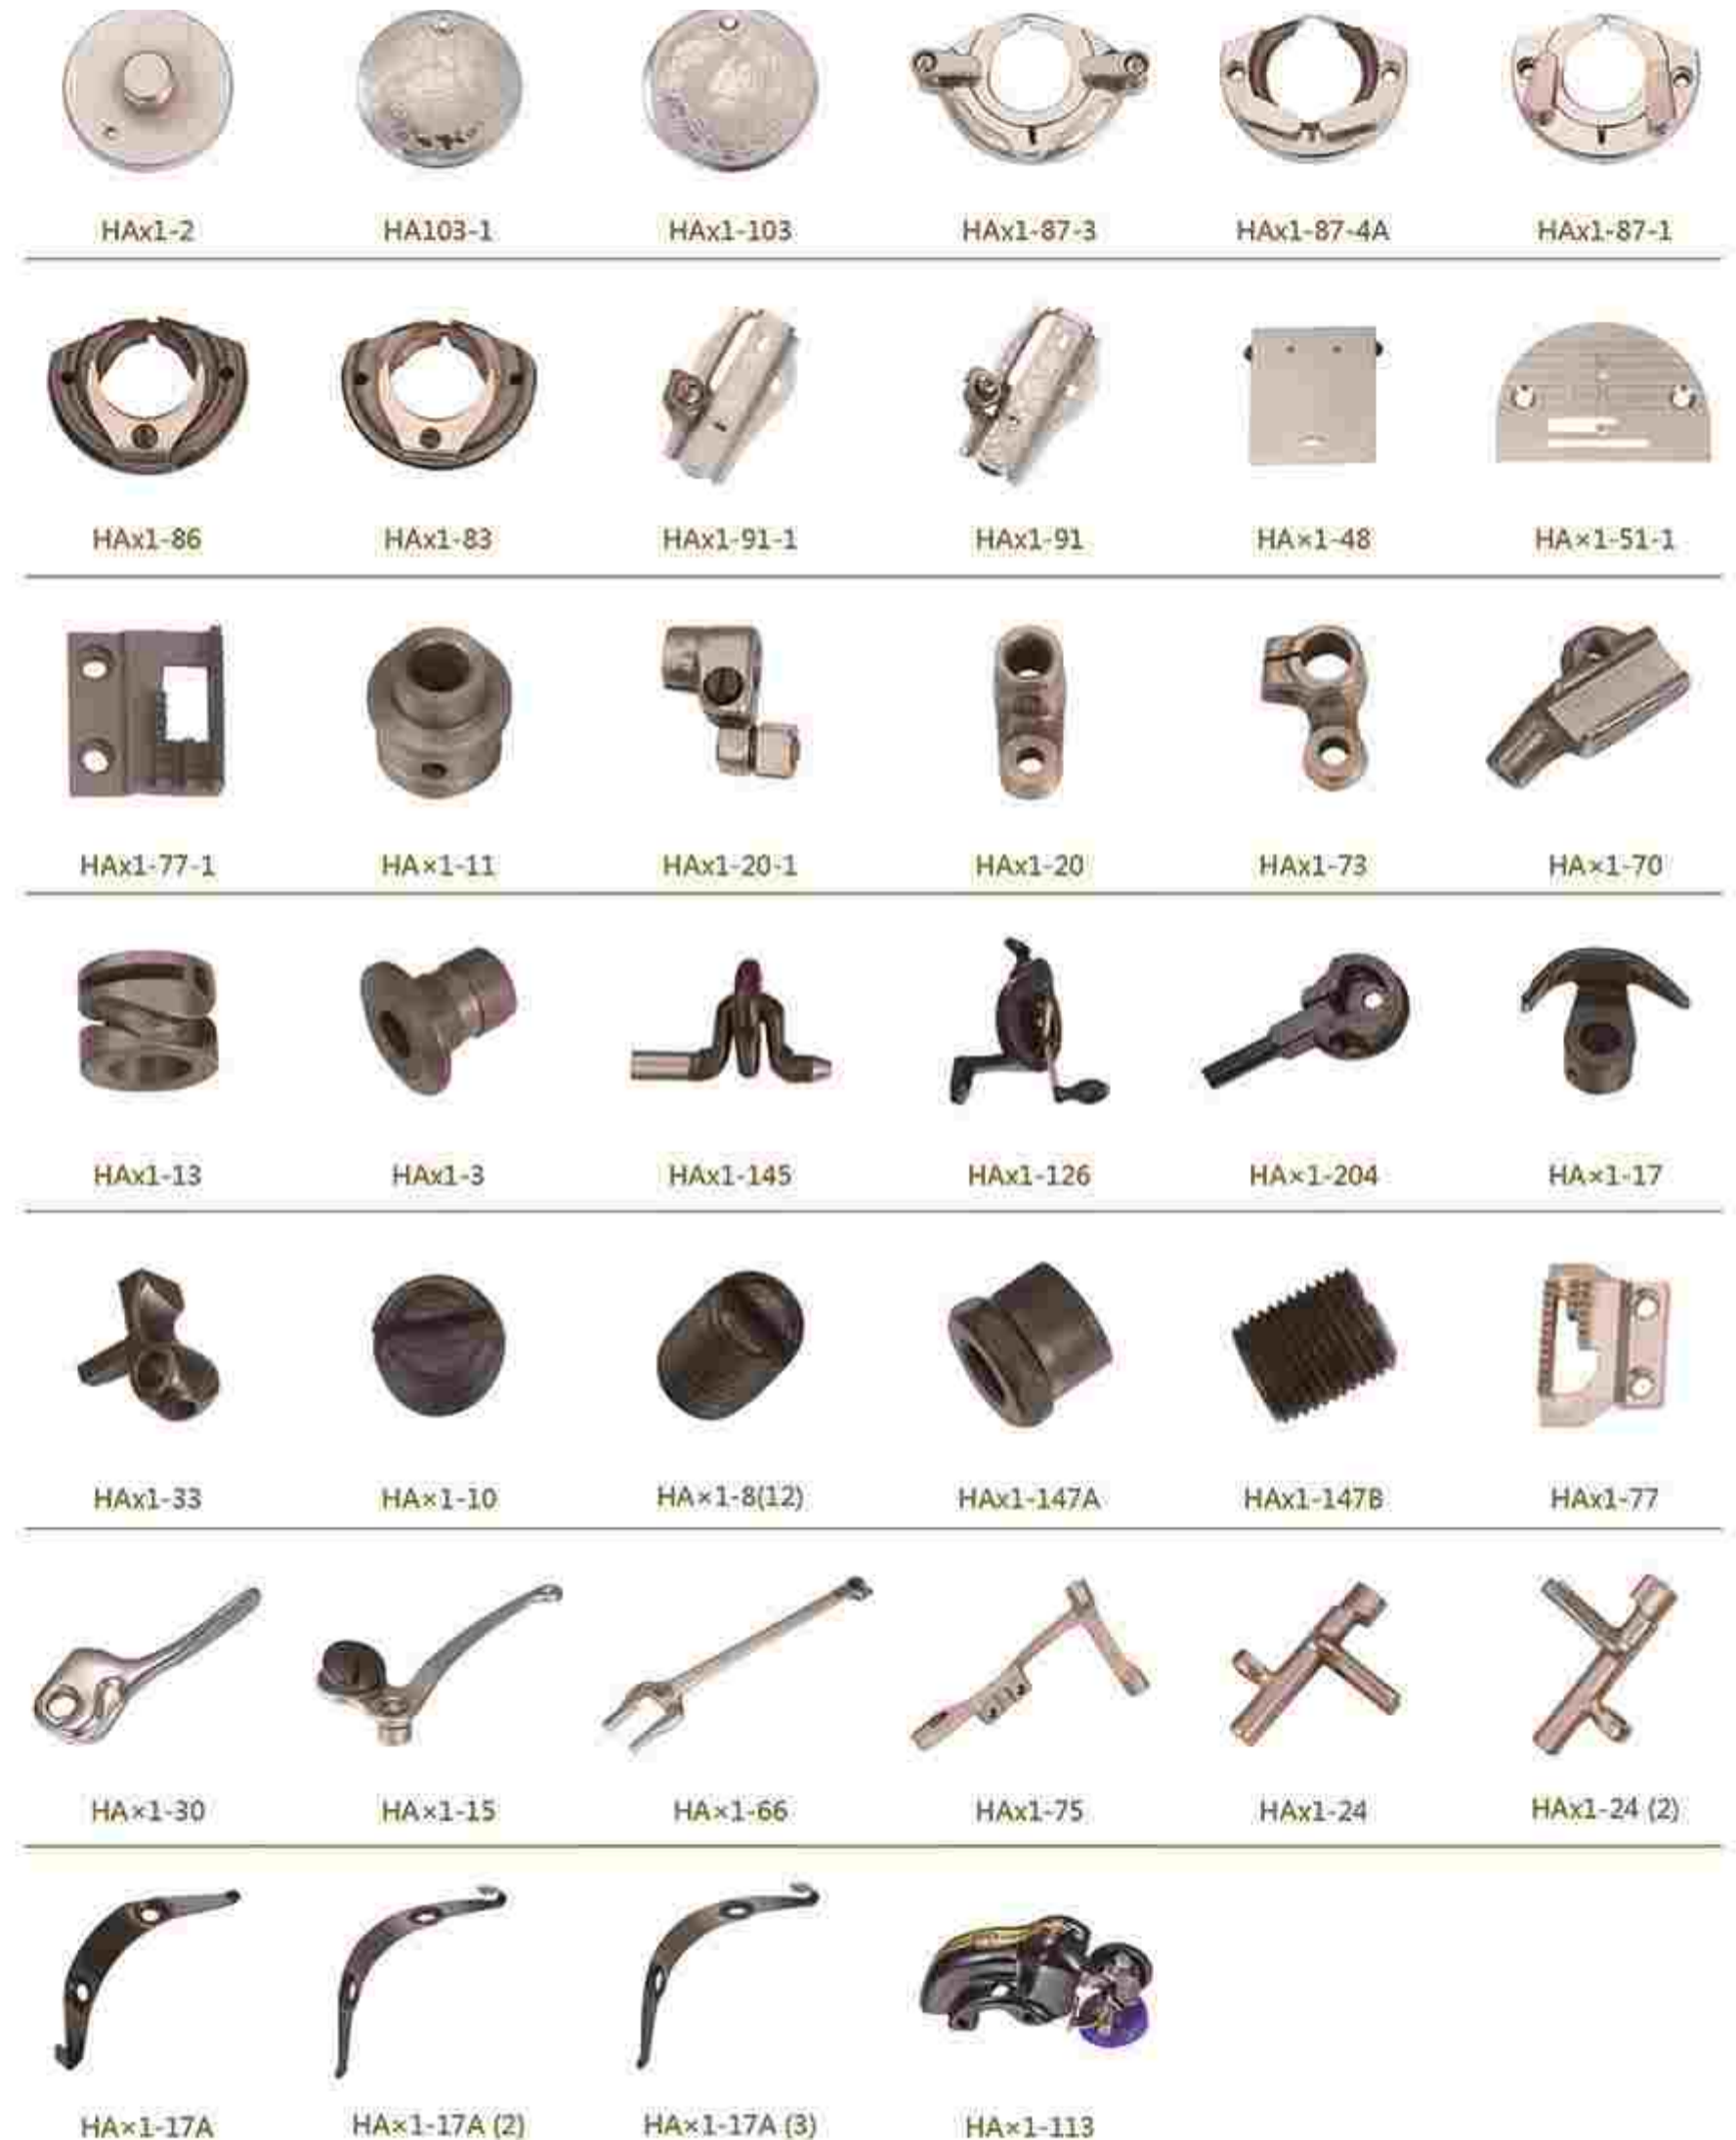 HAx1-2 HA103-1 HAx1-103 HAx1-87-3 HAx1-87-4A HAx1-87-1
HAx1-86 HAx1-83 HAx1-91-1 HAx1-91 HA×1-48 HA×1-51-1
HAx1-77-1 HA×1-11 HAx1-20-1 HAx1-20 HAx1-73 HA×1-70
HAx1-13 HAx1-3 HAx1-145 HAx1-126 HA×1-204 HA×1-17
HAx1-33 HA×1-10 HA×1-8(12) HAx1-147A HAx1-147B HAx1-77
HA×1-30 HA×1-15 HA×1-66 HAx1-75 HAx1-24 HAx1-24 (2)
HA×1-17A HA×1-17A (2) HA×1-17A (3) HA×1-113